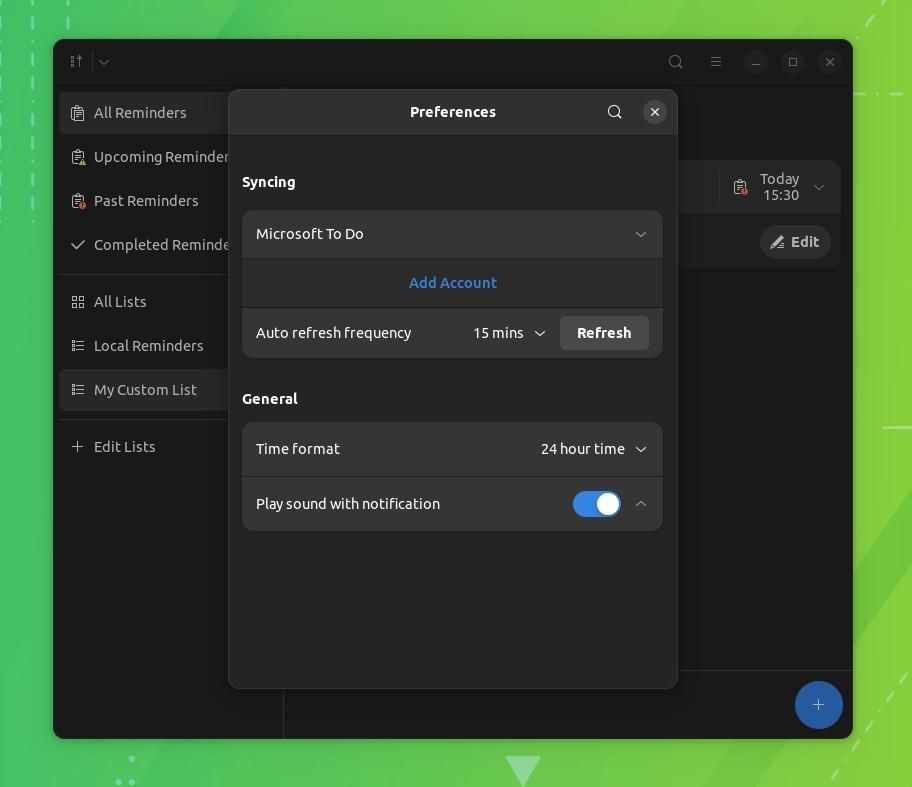 Preferences
All Reminders
Upcoming Reminder
Past Reminders
Completed Reminde
All Lists
Local Reminders
My Custom List
Edit Lists
Syncing
Microsoft To Do
Add Account
Auto refresh frequency 15 mins Refresh
General
Time format 24 hour time
Play sound with notification
Today
15:30
Edit